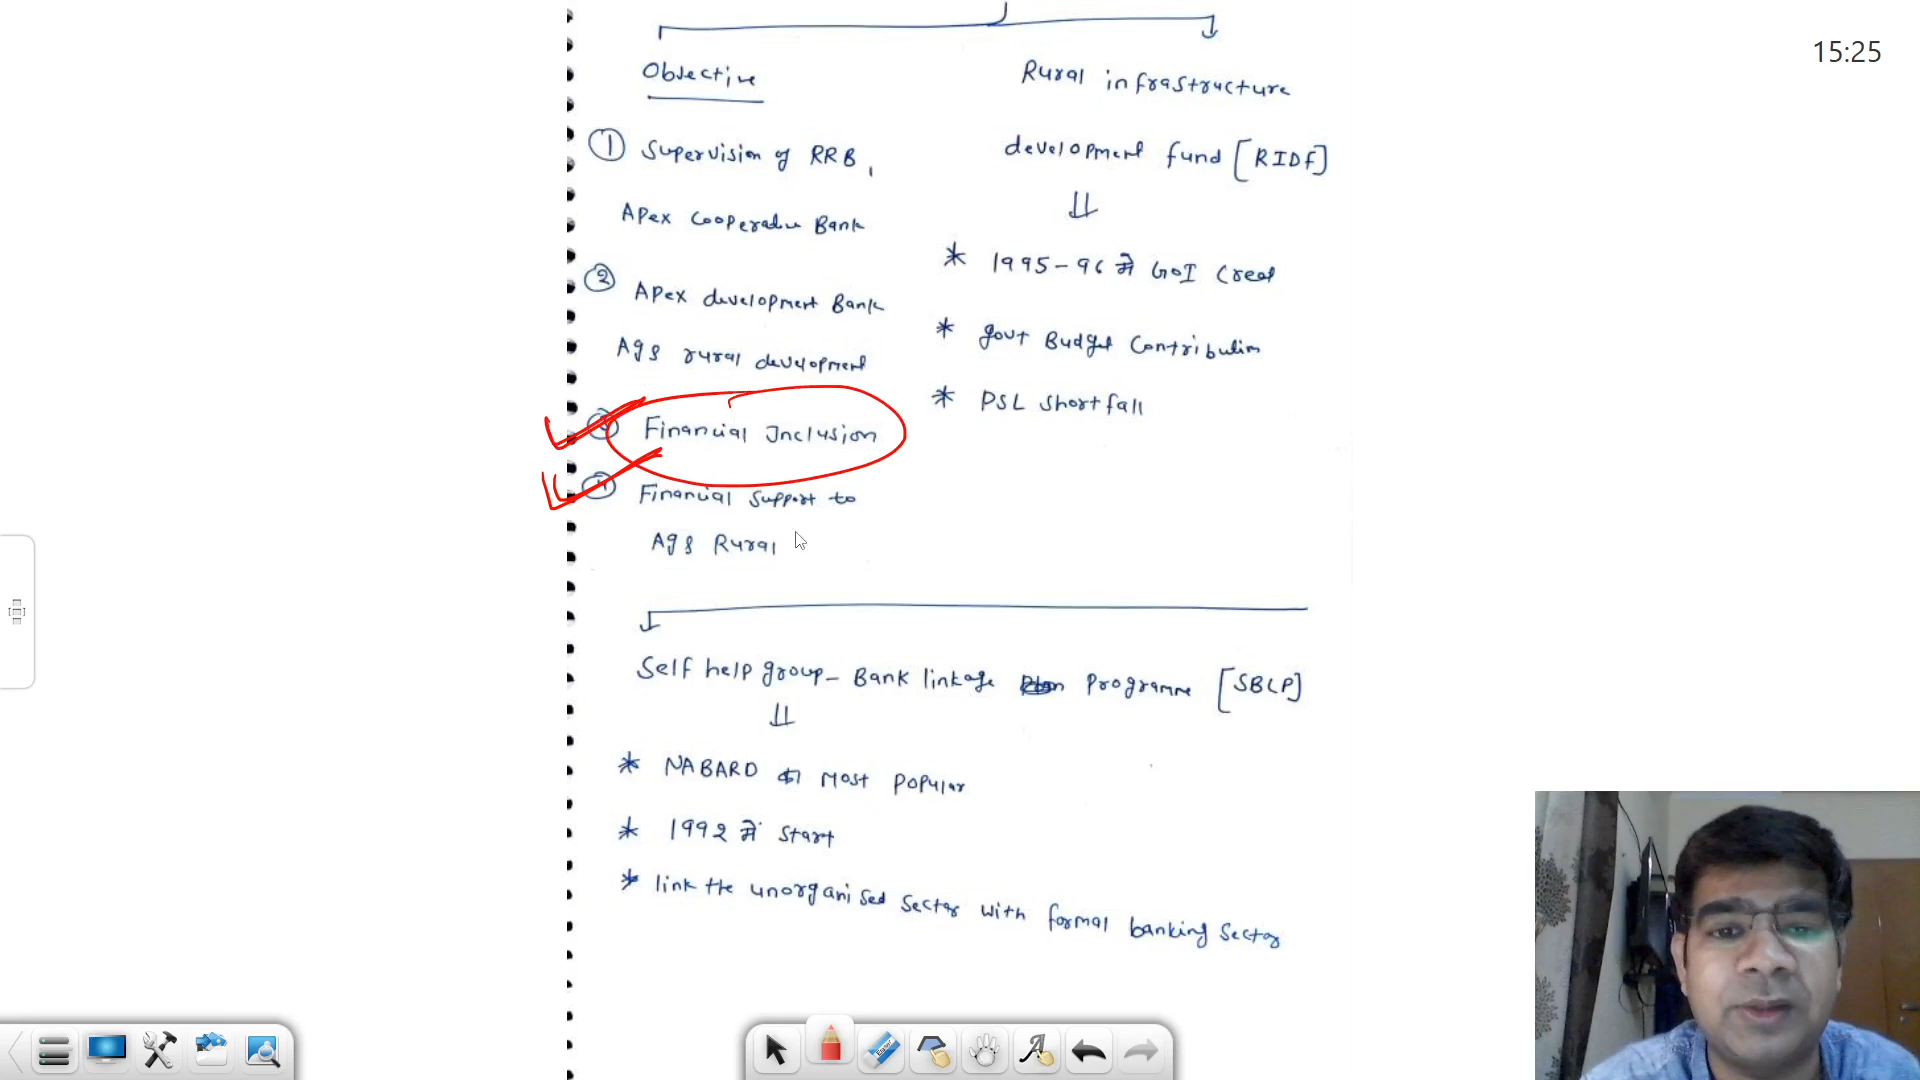 15:25
Objective
① Supervision of RRB,
Apex Cooperative Bank
② Apex development Bank
Ag & rural development
③ Financial Inclusion
④ Financial Support to
Ag & Rural
Rural infrastructure
development fund [RIDF]
⇓
* 1995-96 में GOI Creat
* govt Budget Contribution
* PSL Shortfall
Self help group - Bank linkage Programme [SBLP]
⇓
* NABARD का Most Popular
* 1992 में Start
* link the unorganised Sector with formal banking Sector
Eraser